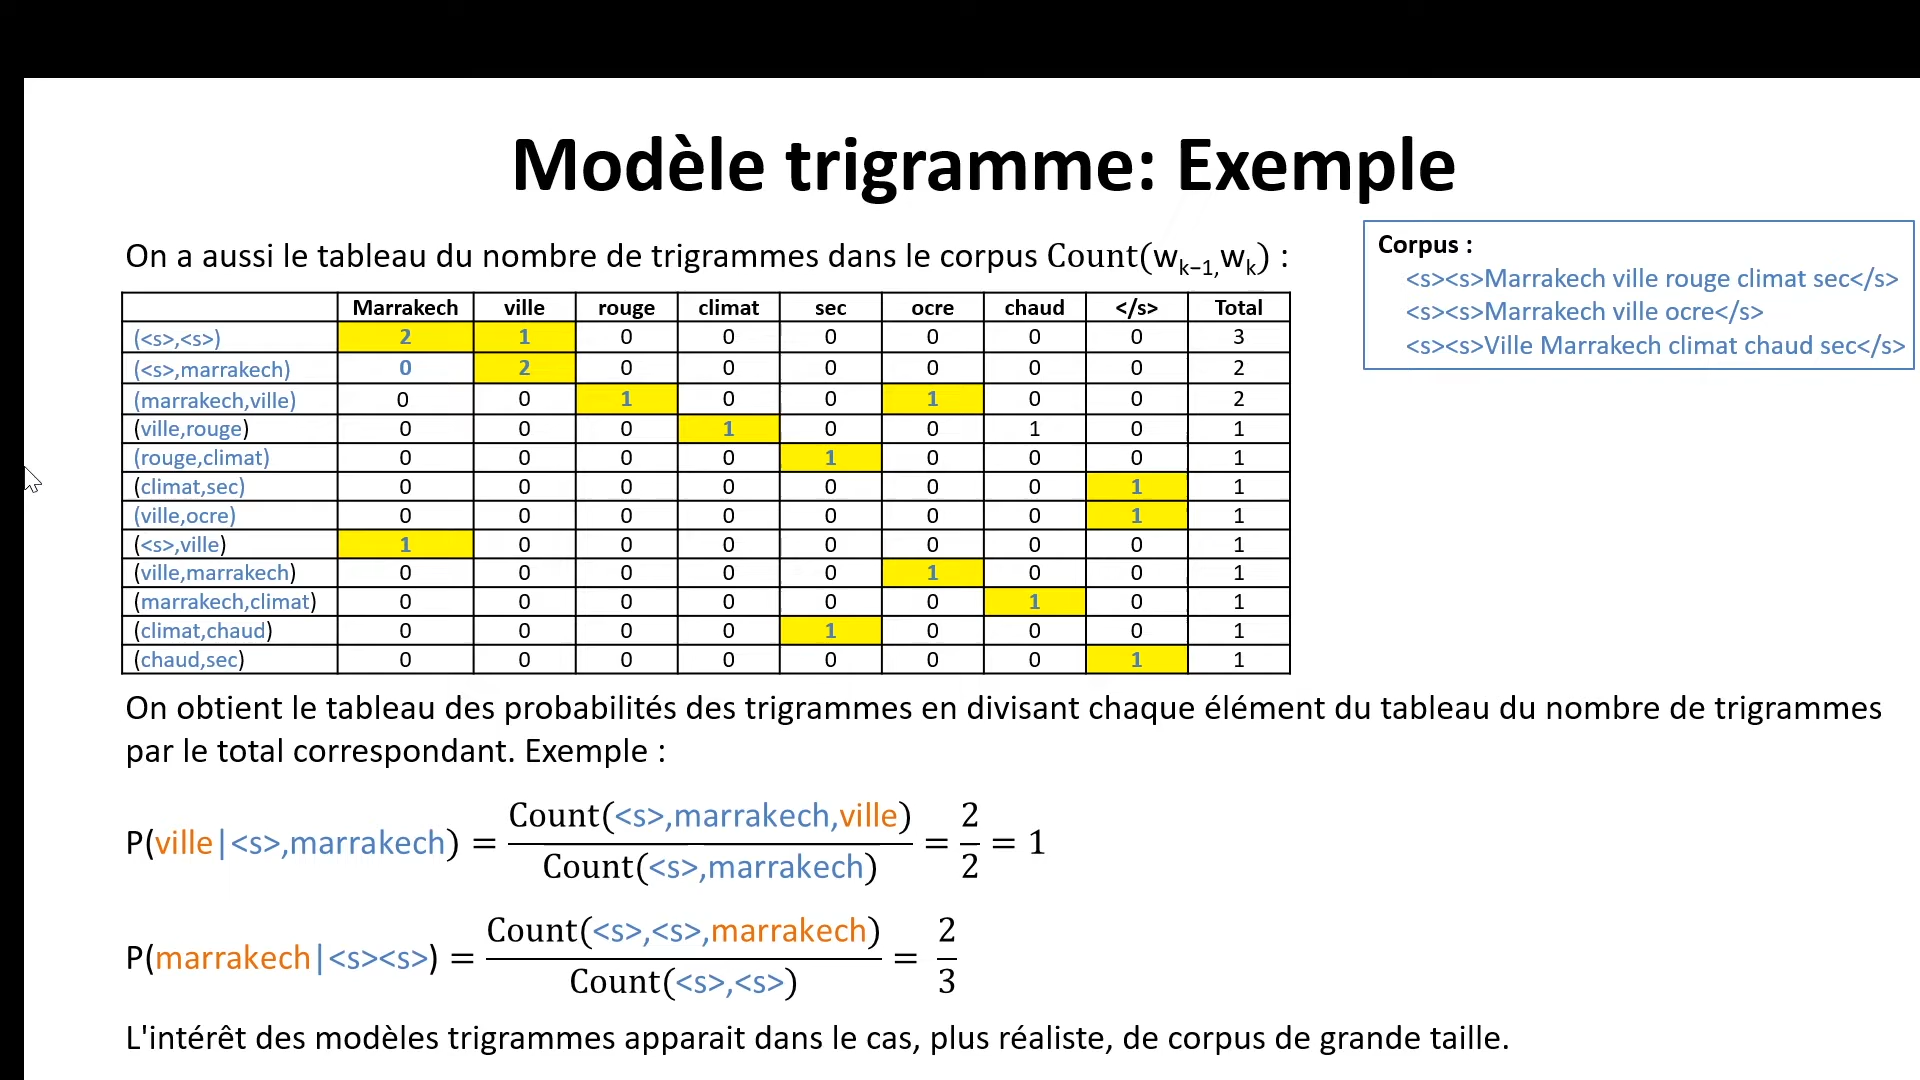 Modèle trigramme: Exemple
On a aussi le tableau du nombre de trigrammes dans le corpus Count(wk−1,wk) :
Corpus :
<s><s>Marrakech ville rouge climat sec</s>
<s><s>Marrakech ville ocre</s>
<s><s>Ville Marrakech climat chaud sec</s>
Marrakech ville rouge climat sec ocre chaud </s> Total
(<s>,<s>) 2 1 0 0 0 0 0 0 3
(<s>,marrakech) 0 2 0 0 0 0 0 0 2
(marrakech,ville) 0 0 1 0 0 1 0 0 2
(ville,rouge) 0 0 0 1 0 0 1 0 1
(rouge,climat) 0 0 0 0 1 0 0 0 1
(climat,sec) 0 0 0 0 0 0 0 1 1
(ville,ocre) 0 0 0 0 0 0 0 1 1
(<s>,ville) 1 0 0 0 0 0 0 0 1
(ville,marrakech) 0 0 0 0 0 1 0 0 1
(marrakech,climat) 0 0 0 0 0 0 1 0 1
(climat,chaud) 0 0 0 0 1 0 0 0 1
(chaud,sec) 0 0 0 0 0 0 0 1 1
On obtient le tableau des probabilités des trigrammes en divisant chaque élément du tableau du nombre de trigrammes
par le total correspondant. Exemple :
P(ville|<s>,marrakech) = Count(<s>,marrakech,ville) / Count(<s>,marrakech) = 2/2 = 1
P(marrakech|<s><s>) = Count(<s>,<s>,marrakech) / Count(<s>,<s>) = 2/3
L'intérêt des modèles trigrammes apparait dans le cas, plus réaliste, de corpus de grande taille.